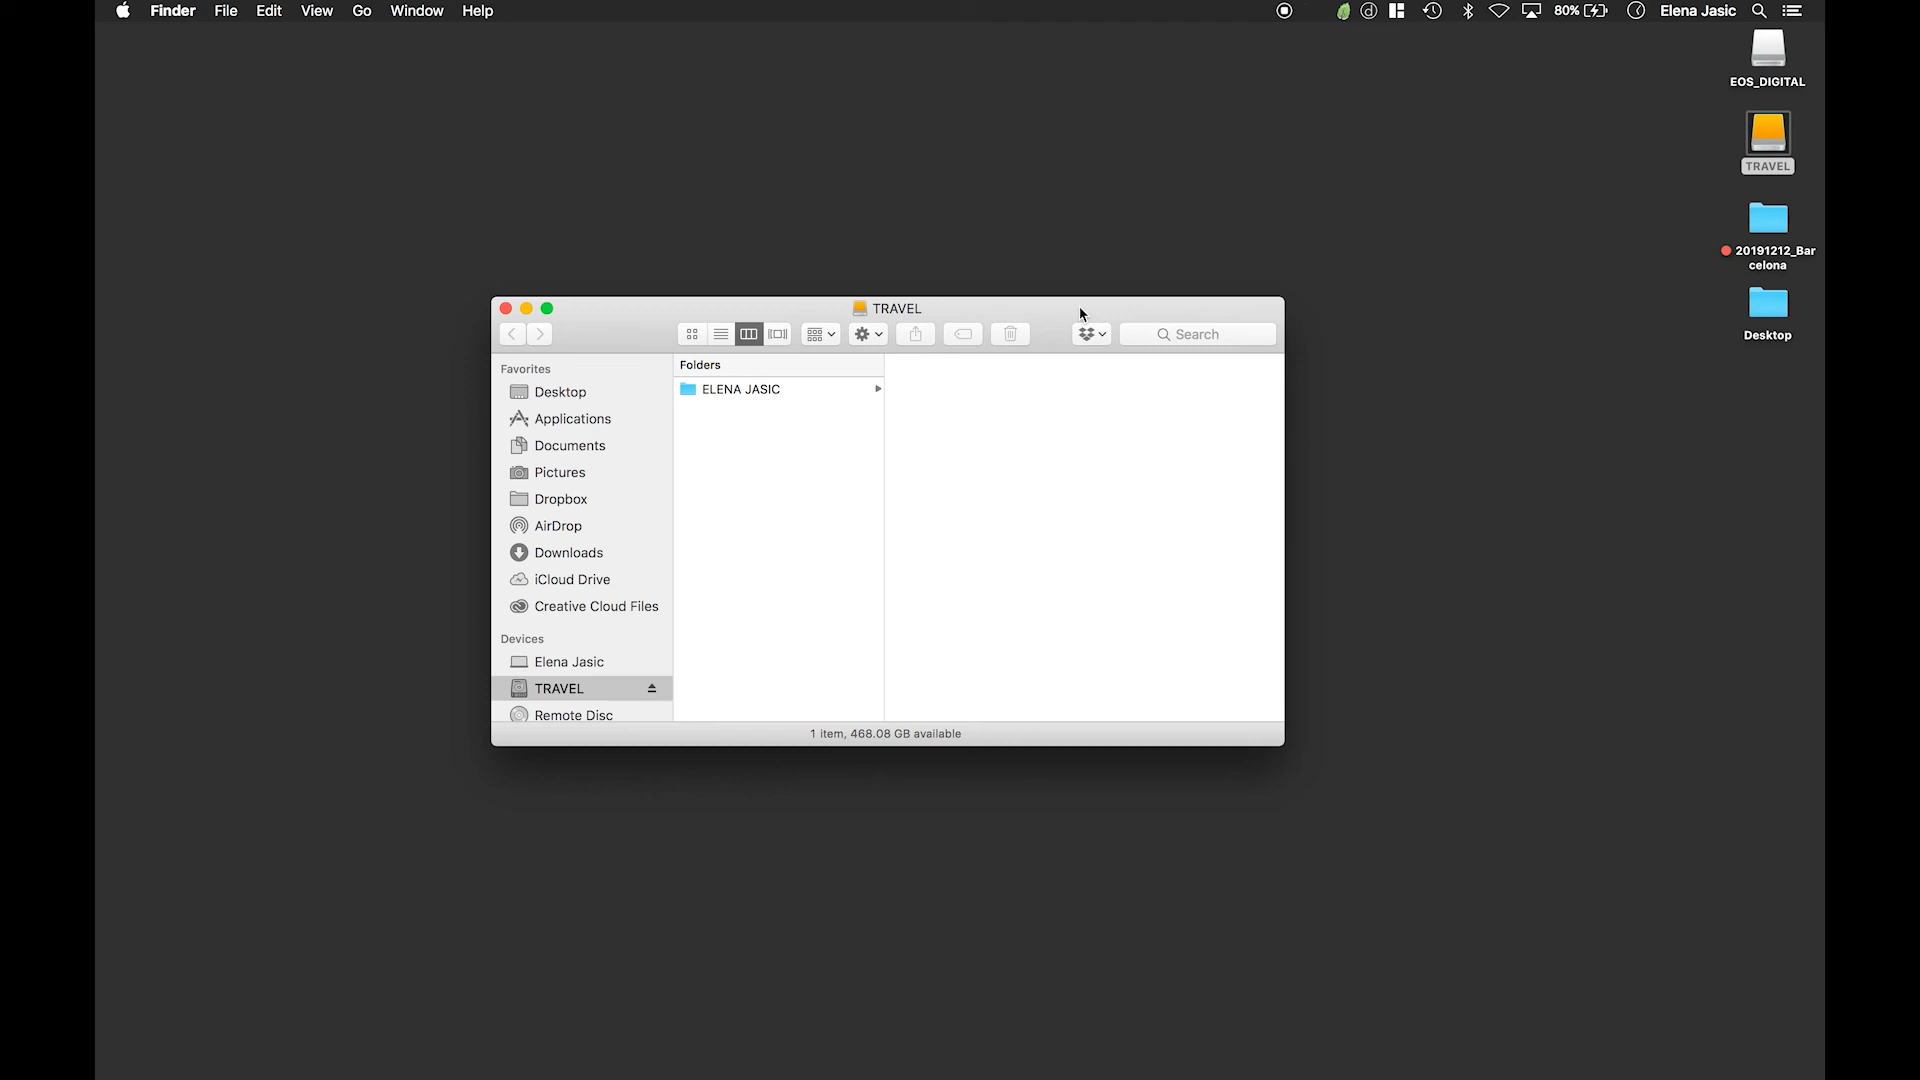 Finder File Edit View Go Window Help 80% Elena Jasic
EOS_DIGITAL
TRAVEL
20191212_Bar
celona
Desktop
TRAVEL
Search
Favorites
Desktop
Applications
Documents
Pictures
Dropbox
AirDrop
Downloads
iCloud Drive
Creative Cloud Files
Devices
Elena Jasic
TRAVEL
Remote Disc
Folders
ELENA JASIC
1 item, 468.08 GB available